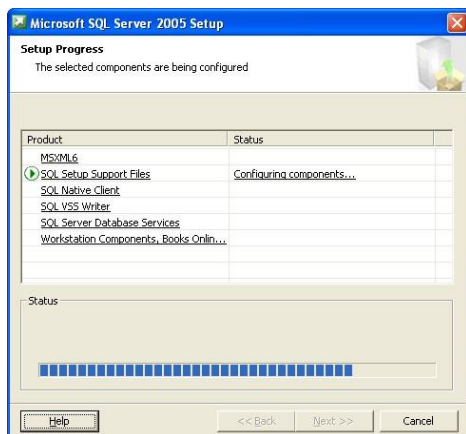 Microsoft SQL Server 2005 Setup
Setup Progress
The selected components are being configured
Product Status
MSXML6
SQL Setup Support Files Configuring components...
SQL Native Client
SQL VSS Writer
SQL Server Database Services
Workstation Components, Books Onlin...
Status
Help << Back Next >> Cancel